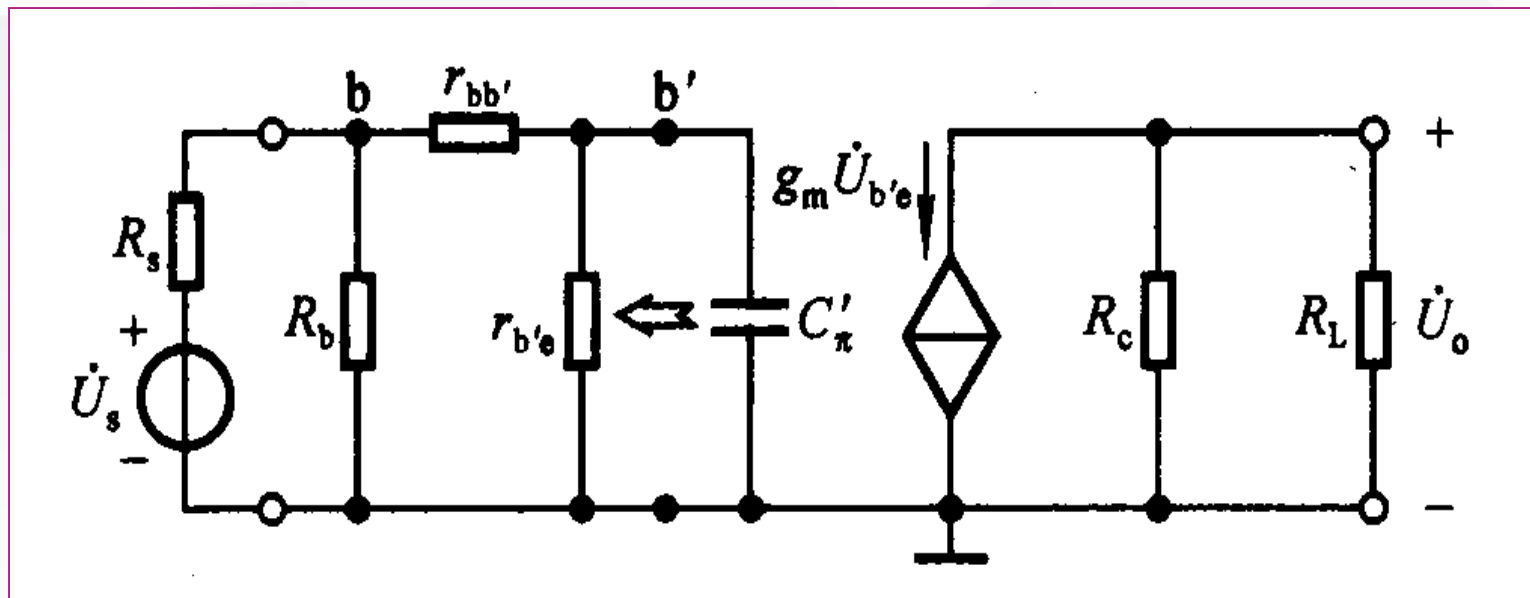 b
r_bb'
b'
g_m U̇_b'e
+
R_s
R_b
r_b'e
C'_π
R_c
R_L
U̇_o
+
U̇_s
−
−